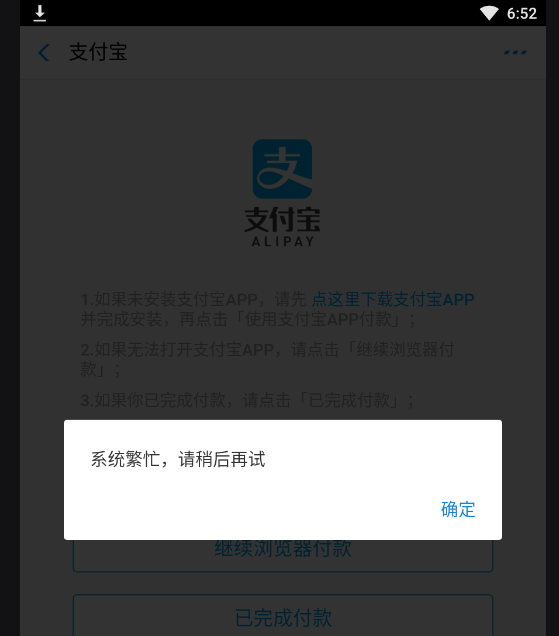 6:52
支付宝
支付宝
ALIPAY
1.如果未安装支付宝APP，请先 点这里下载支付宝APP
并完成安装，再点击「使用支付宝APP付款」；
2.如果无法打开支付宝APP，请点击「继续浏览器付
款」；
3.如果你已完成付款，请点击「已完成付款」；
系统繁忙，请稍后再试
确定
继续浏览器付款
已完成付款